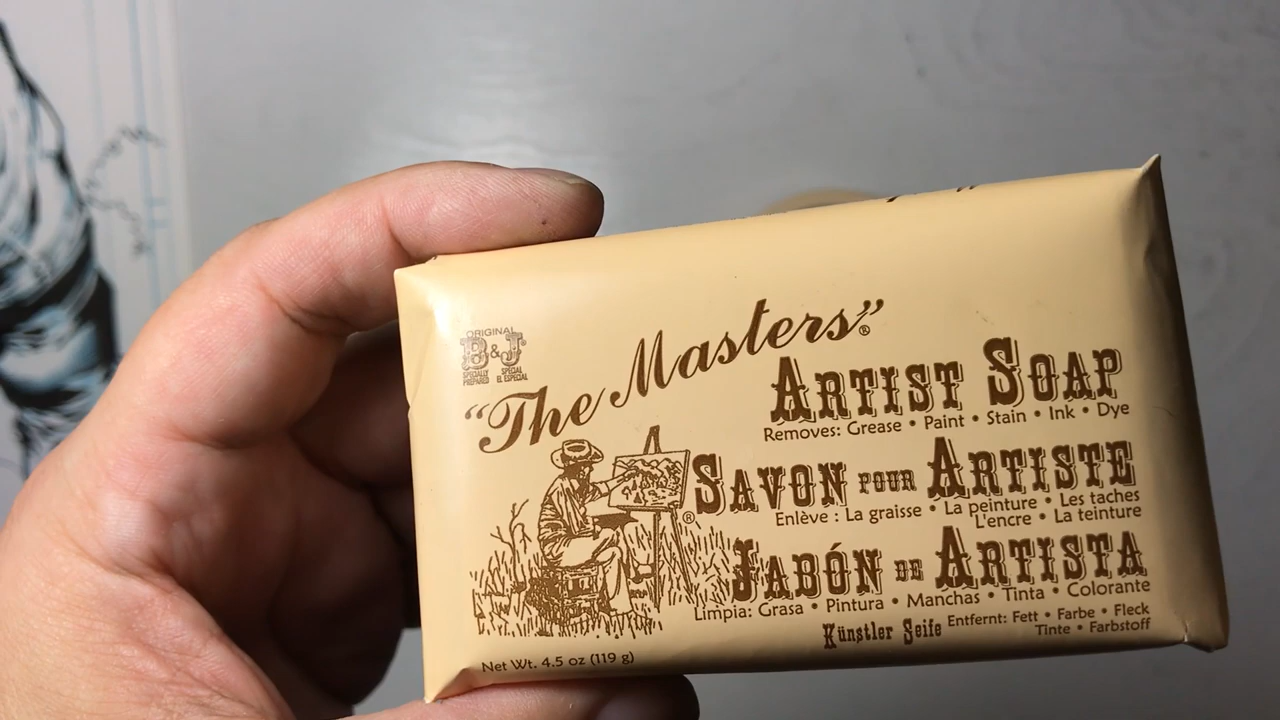 ORIGINAL
B&J®
SPECIALLY PREPARED
SPECIAL EL ESPECIAL
“The Masters”®
ARTIST SOAP
Removes: Grease • Paint • Stain • Ink • Dye
SAVON POUR ARTISTE
Enlève : La graisse • La peinture • Les taches
L'encre • La teinture
®
JABÓN DE ARTISTA
Limpia: Grasa • Pintura • Manchas • Tinta • Colorante
Künstler Seife Entfernt: Fett • Farbe • Fleck
Tinte • Farbstoff
Net Wt. 4.5 oz (119 g)